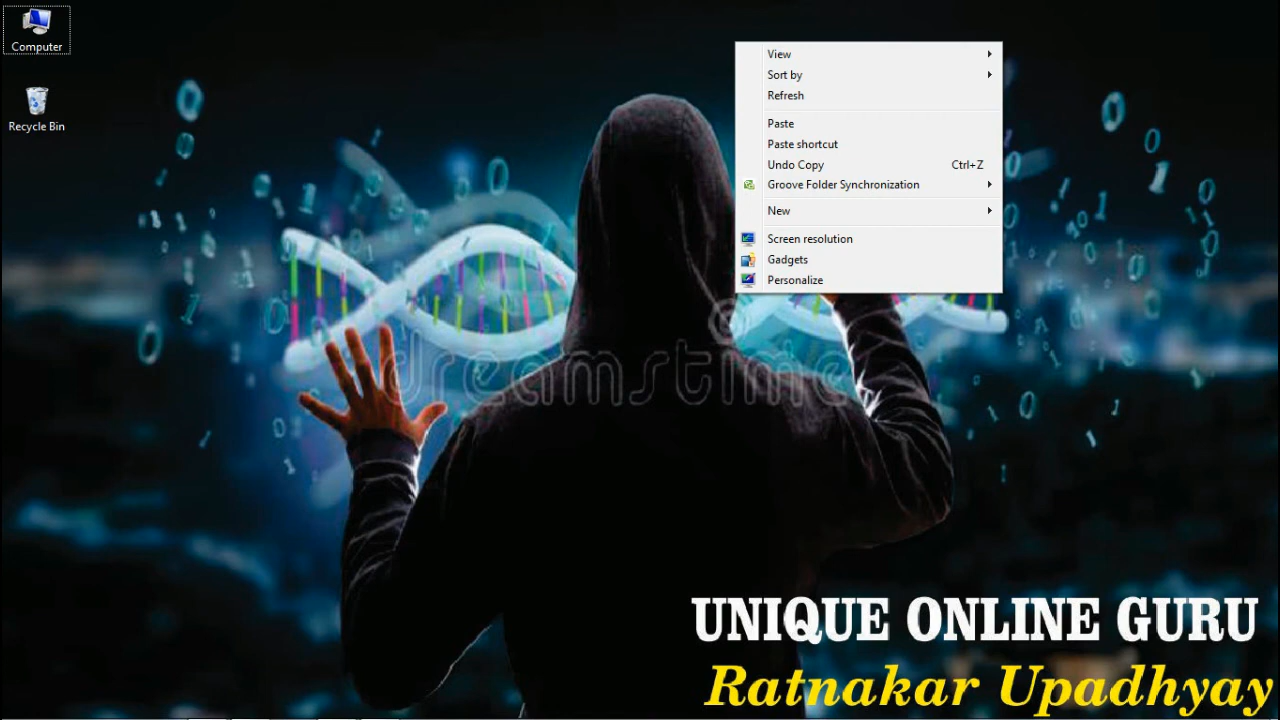 Computer
Recycle Bin
View
Sort by
Refresh
Paste
Paste shortcut
Undo Copy Ctrl+Z
Groove Folder Synchronization
New
Screen resolution
Gadgets
Personalize
dreamstime
UNIQUE ONLINE GURU
Ratnakar Upadhyay